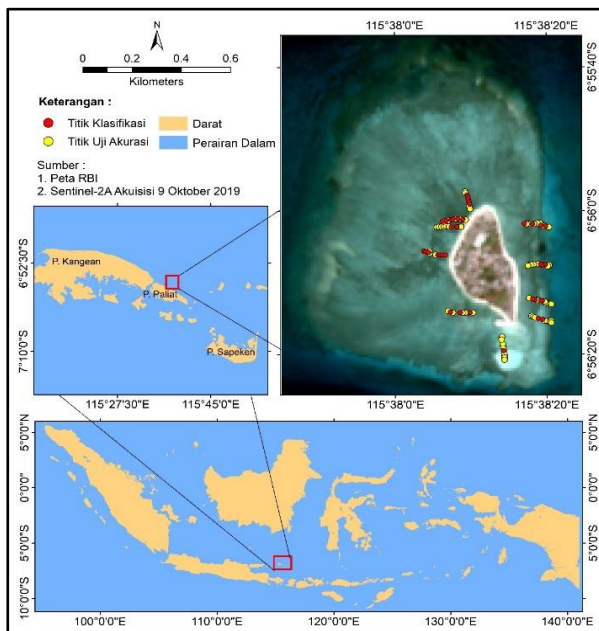 N
0 0.2 0.4 0.6
Kilometers
Keterangan :
Titik Klasifikasi
Darat
Titik Uji Akurasi
Perairan Dalam
Sumber :
1. Peta RBI
2. Sentinel-2A Akuisisi 9 Oktober 2019
115°38'0"E 115°38'20"E
6°55'40"
6°56'0"E
6°56'20"E
115°38'0"E 115°38'20"E
6°52'30"E
7°10'0"E
P. Kangean
P. Paliat
P. Sapeken
115°27'30"E 115°45'0"E
5°0'0"N
0°0'0"
5°0'0"S
10°0'0"S
5°0'0"N
0°0'0"
5°0'0"S
10°0'0"S
100°0'0"E 110°0'0"E 120°0'0"E 130°0'0"E 140°0'0"E